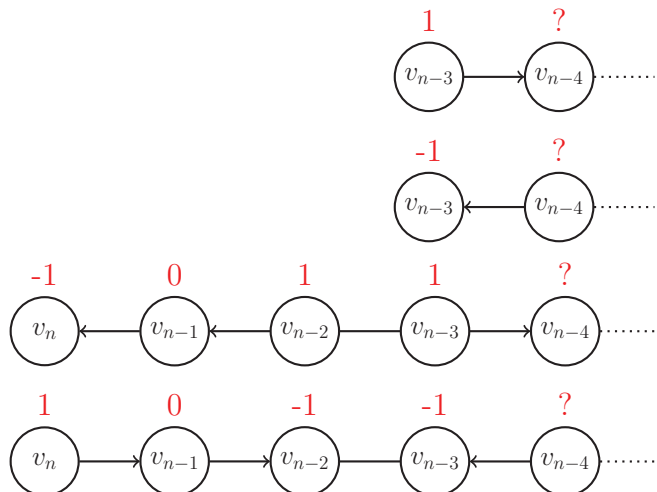 1 ?
v_{n−3} v_{n−4}
-1 ?
v_{n−3} v_{n−4}
-1 0 1 1 ?
v_n v_{n−1} v_{n−2} v_{n−3} v_{n−4}
1 0 -1 -1 ?
v_n v_{n−1} v_{n−2} v_{n−3} v_{n−4}